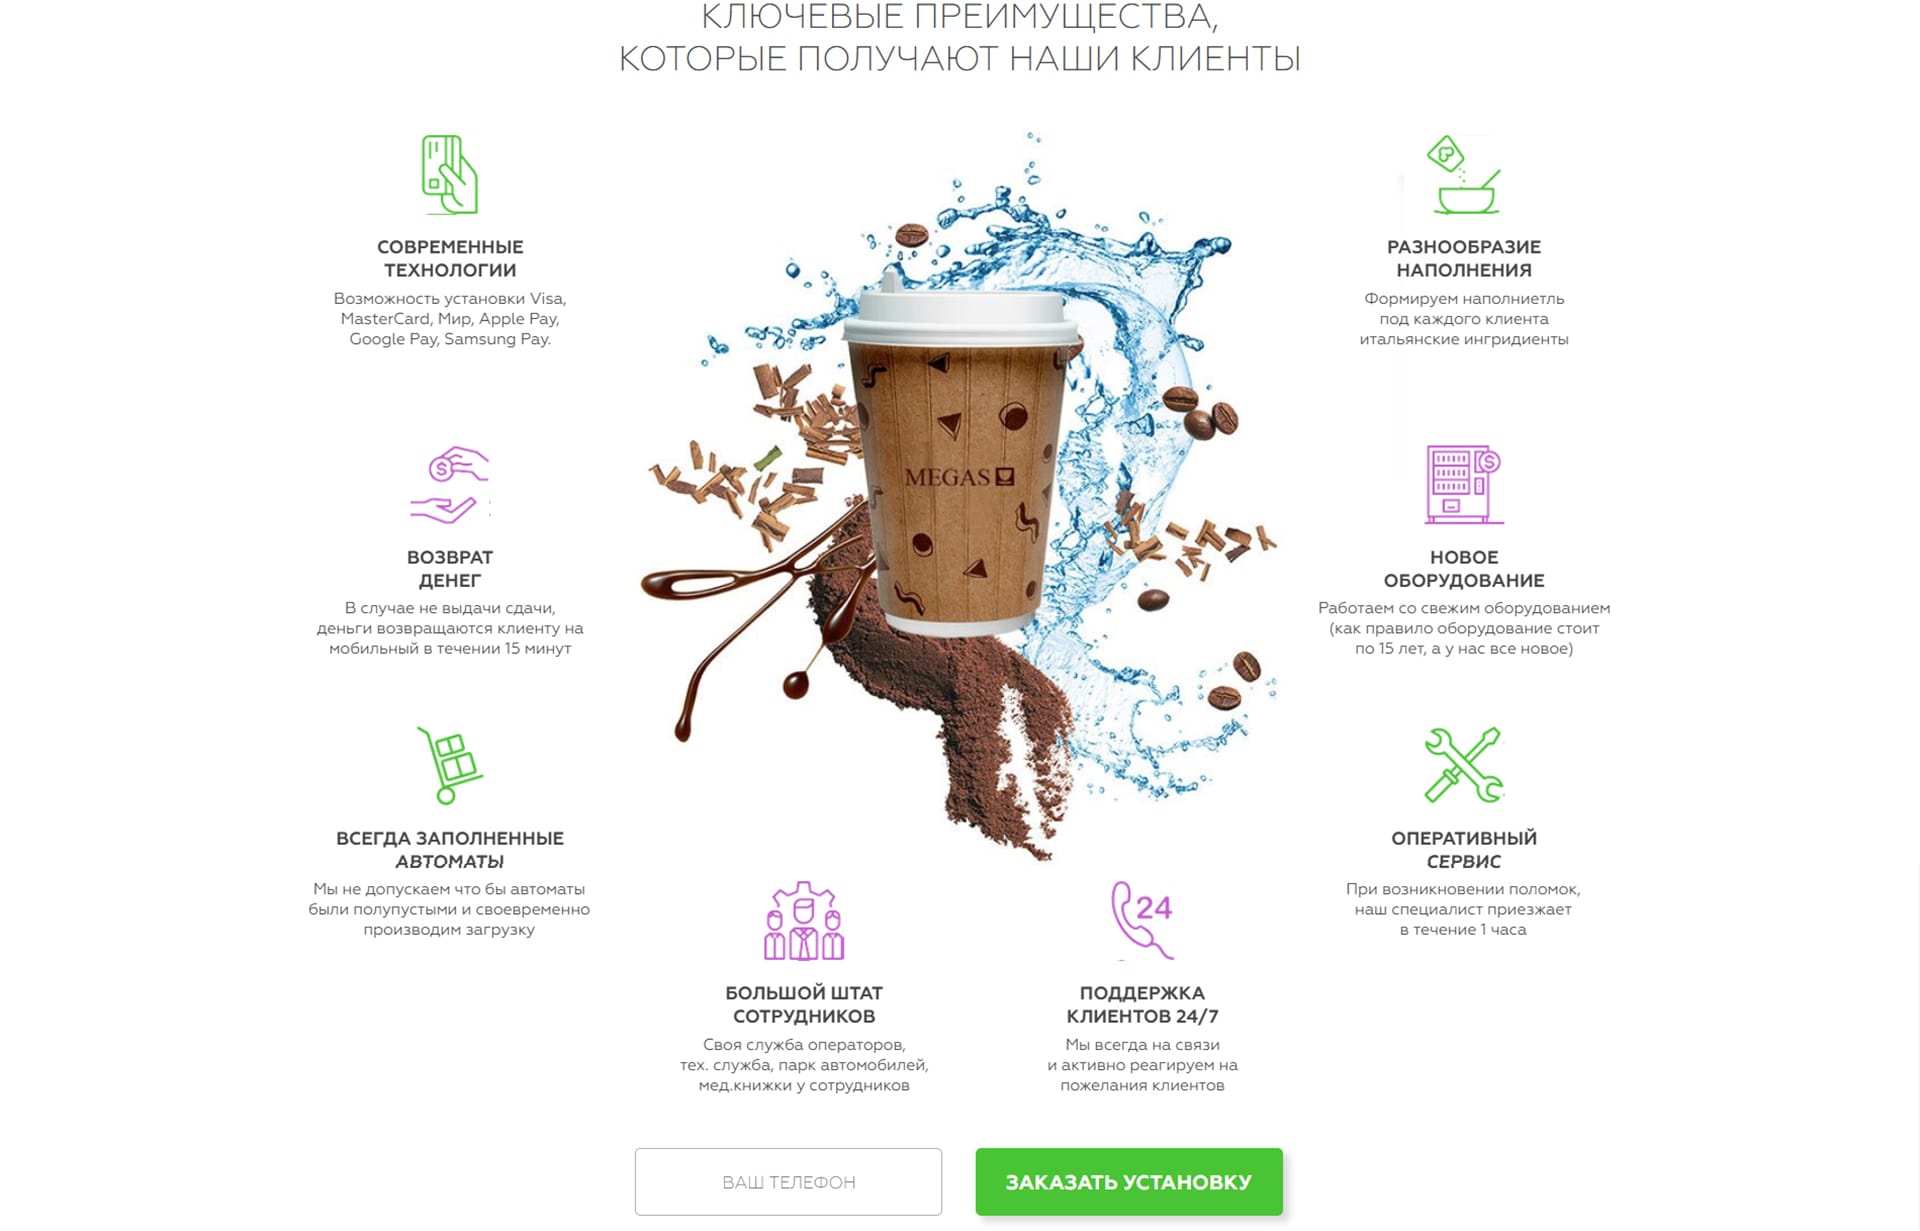 КЛЮЧЕВЫЕ ПРЕИМУЩЕСТВА,
КОТОРЫЕ ПОЛУЧАЮТ НАШИ КЛИЕНТЫ
СОВРЕМЕННЫЕ
ТЕХНОЛОГИИ
Возможность установки Visa,
MasterCard, Мир, Apple Pay,
Google Pay, Samsung Pay.
ВОЗВРАТ
ДЕНЕГ
В случае не выдачи сдачи,
деньги возвращаются клиенту на
мобильный в течении 15 минут
ВСЕГДА ЗАПОЛНЕННЫЕ
АВТОМАТЫ
Мы не допускаем что бы автоматы
были полупустыми и своевременно
производим загрузку
MEGAS
РАЗНООБРАЗИЕ
НАПОЛНЕНИЯ
Формируем наполниетль
под каждого клиента
итальянские ингридиенты
НОВОЕ
ОБОРУДОВАНИЕ
Работаем со свежим оборудованием
(как правило оборудование стоит
по 15 лет, а у нас все новое)
ОПЕРАТИВНЫЙ
СЕРВИС
При возникновении поломок,
наш специалист приезжает
в течение 1 часа
БОЛЬШОЙ ШТАТ
СОТРУДНИКОВ
Своя служба операторов,
тех. служба, парк автомобилей,
мед.книжки у сотрудников
24
ПОДДЕРЖКА
КЛИЕНТОВ 24/7
Мы всегда на связи
и активно реагируем на
пожелания клиентов
ВАШ ТЕЛЕФОН
ЗАКАЗАТЬ УСТАНОВКУ